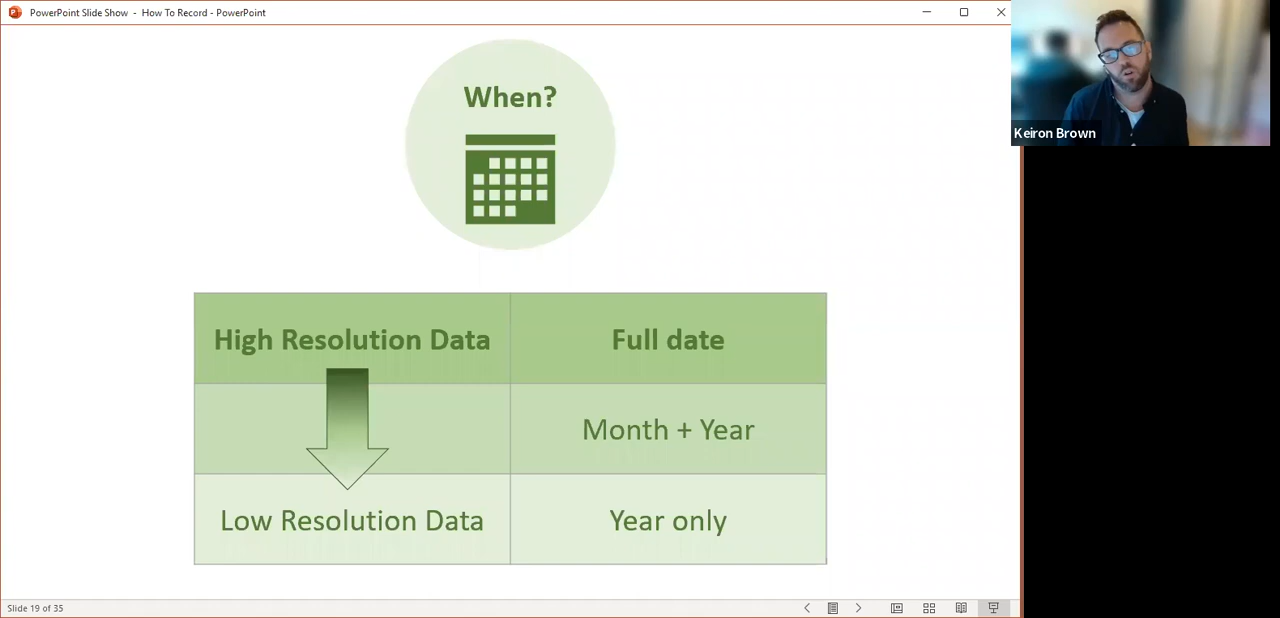 PowerPoint Slide Show - How To Record - PowerPoint
Keiron Brown
When?
High Resolution Data
Full date
Month + Year
Low Resolution Data
Year only
Slide 19 of 35